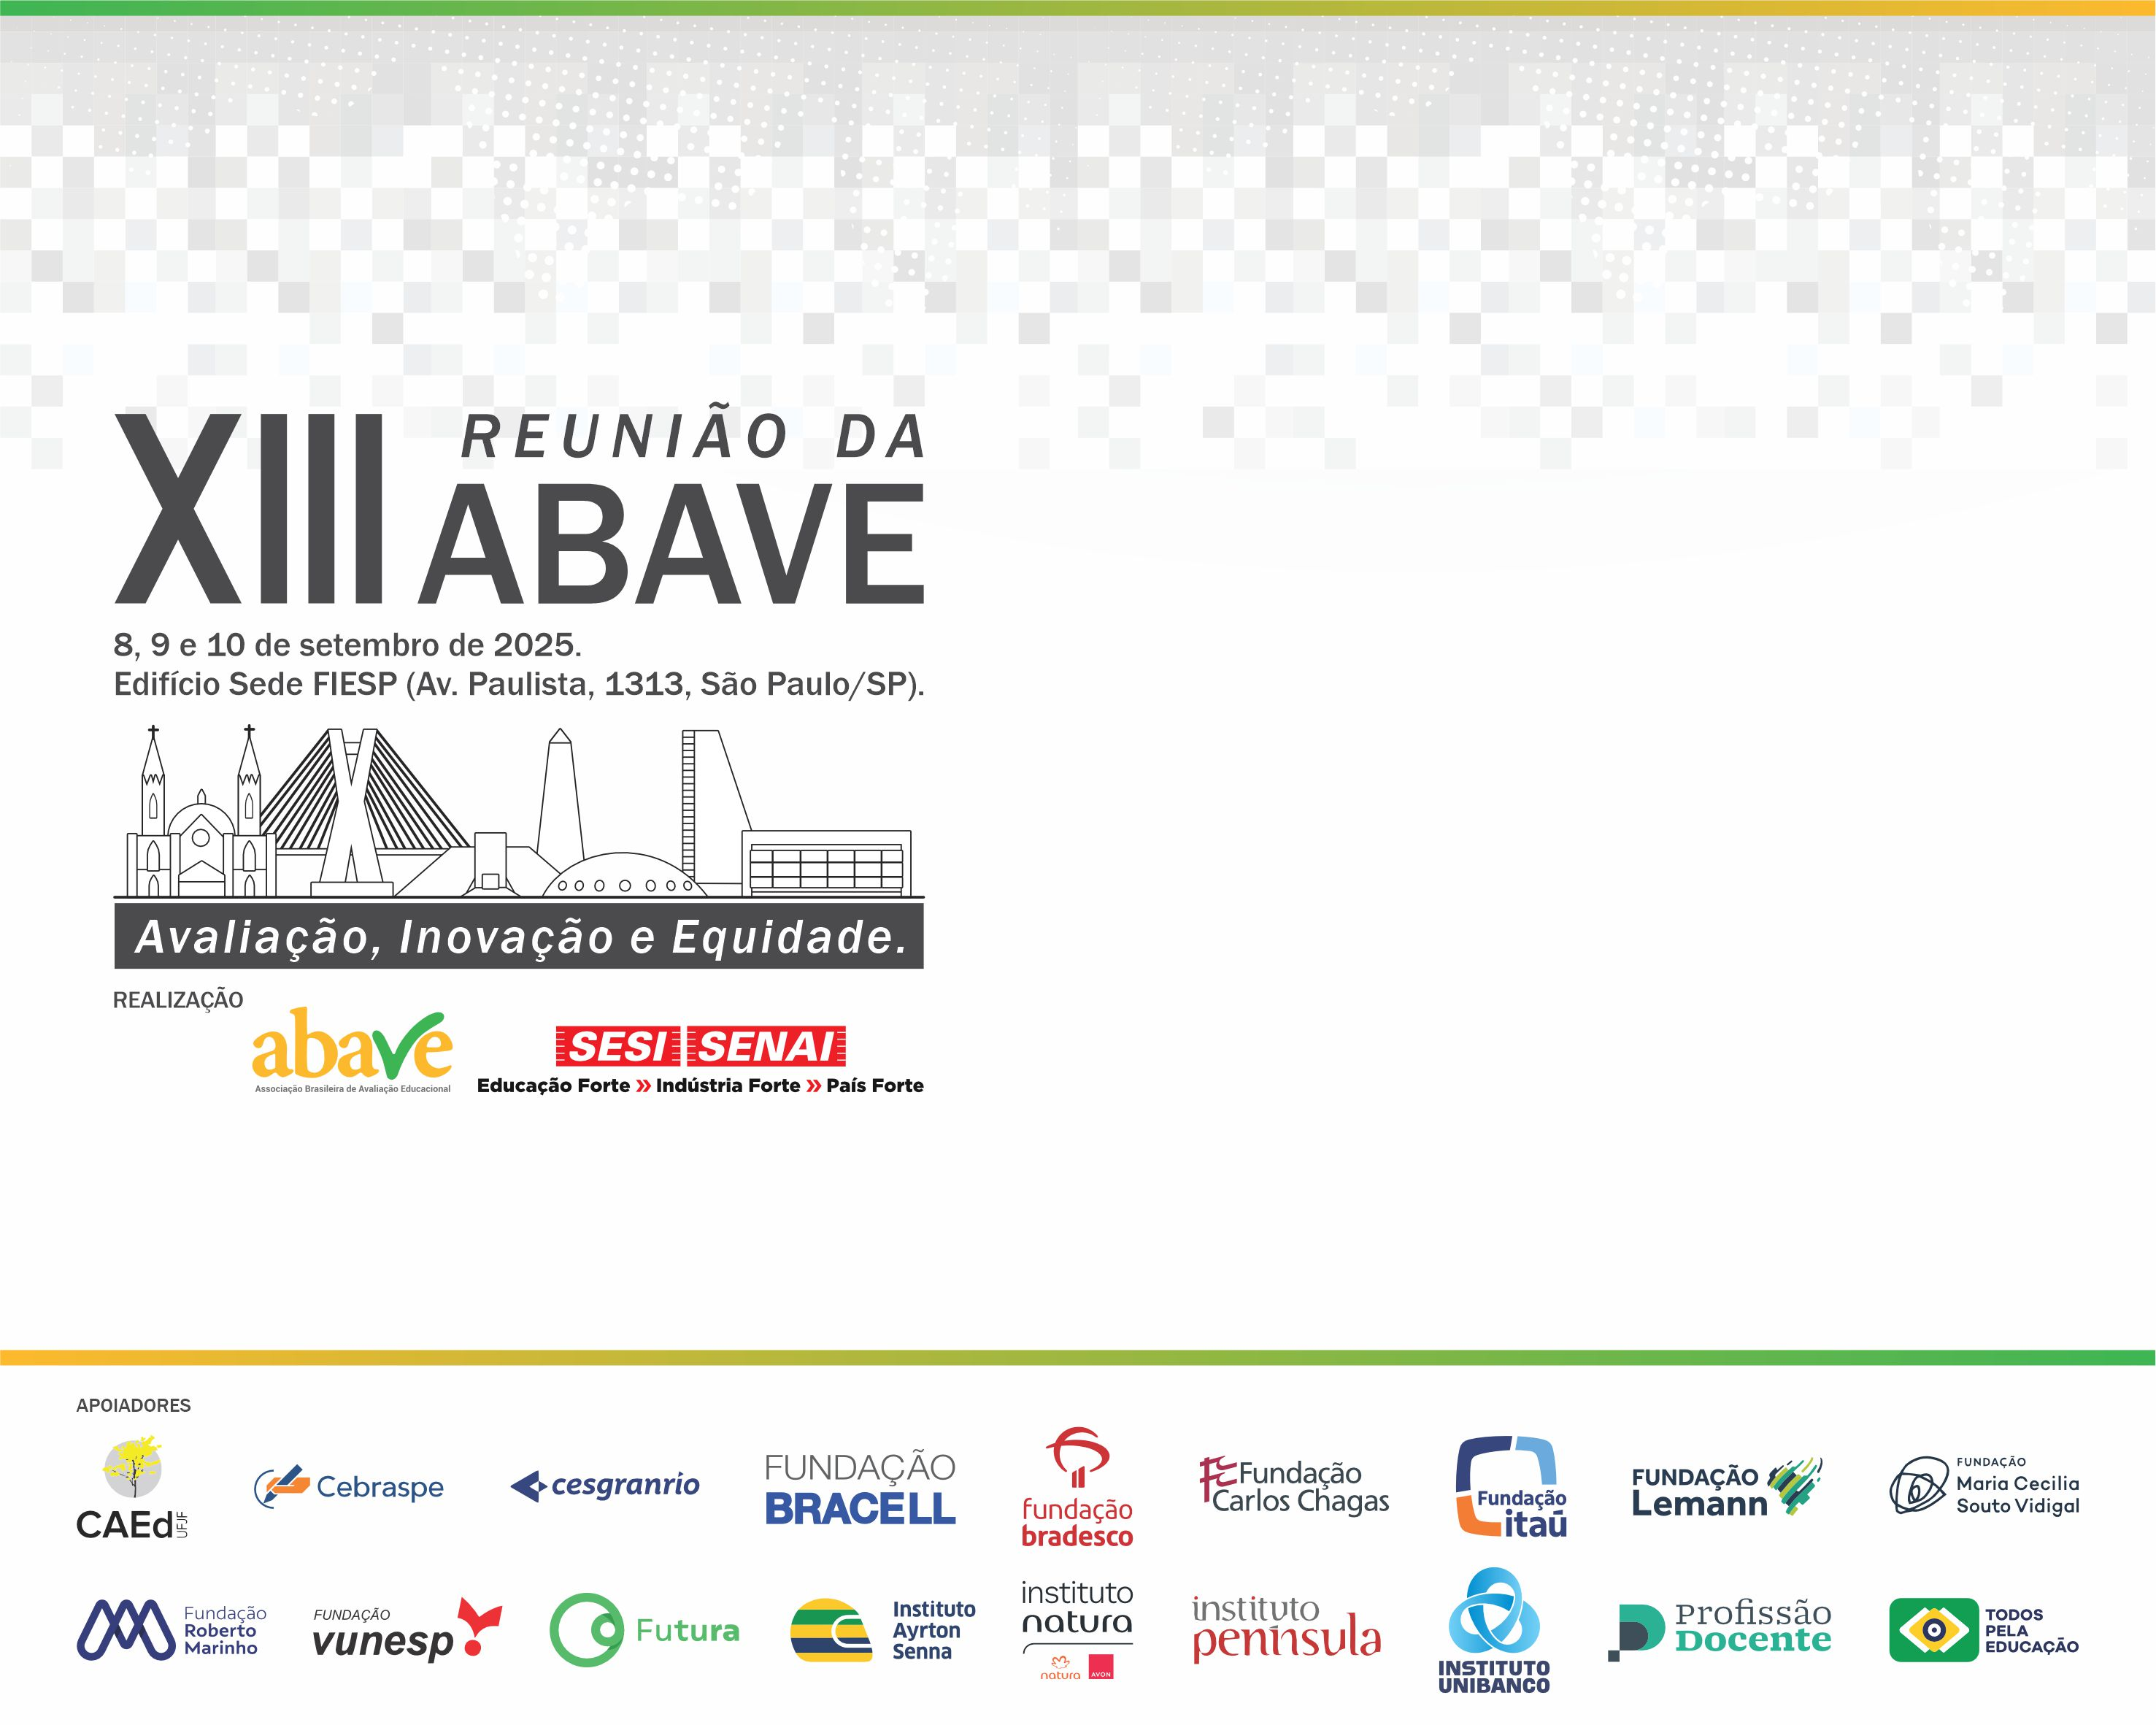 XIII REUNIÃO DA
ABAVE
8, 9 e 10 de setembro de 2025.
Edifício Sede FIESP (Av. Paulista, 1313, São Paulo/SP).
Avaliação, Inovação e Equidade.
REALIZAÇÃO
abave
Associação Brasileira de Avaliação Educacional
SESI SENAI
Educação Forte » Indústria Forte » País Forte
APOIADORES
CAEd UFJF
Cebraspe
cesgranrio
FUNDAÇÃO
BRACELL
fundação
bradesco
Fundação
Carlos Chagas
Fundação
itaú
FUNDAÇÃO
Lemann
FUNDAÇÃO
Maria Cecilia
Souto Vidigal
Fundação
Roberto
Marinho
FUNDAÇÃO
vunesp
Futura
Instituto
Ayrton
Senna
instituto
natura
natura AVON
instituto
península
INSTITUTO
UNIBANCO
Profissão
Docente
TODOS
PELA
EDUCAÇÃO